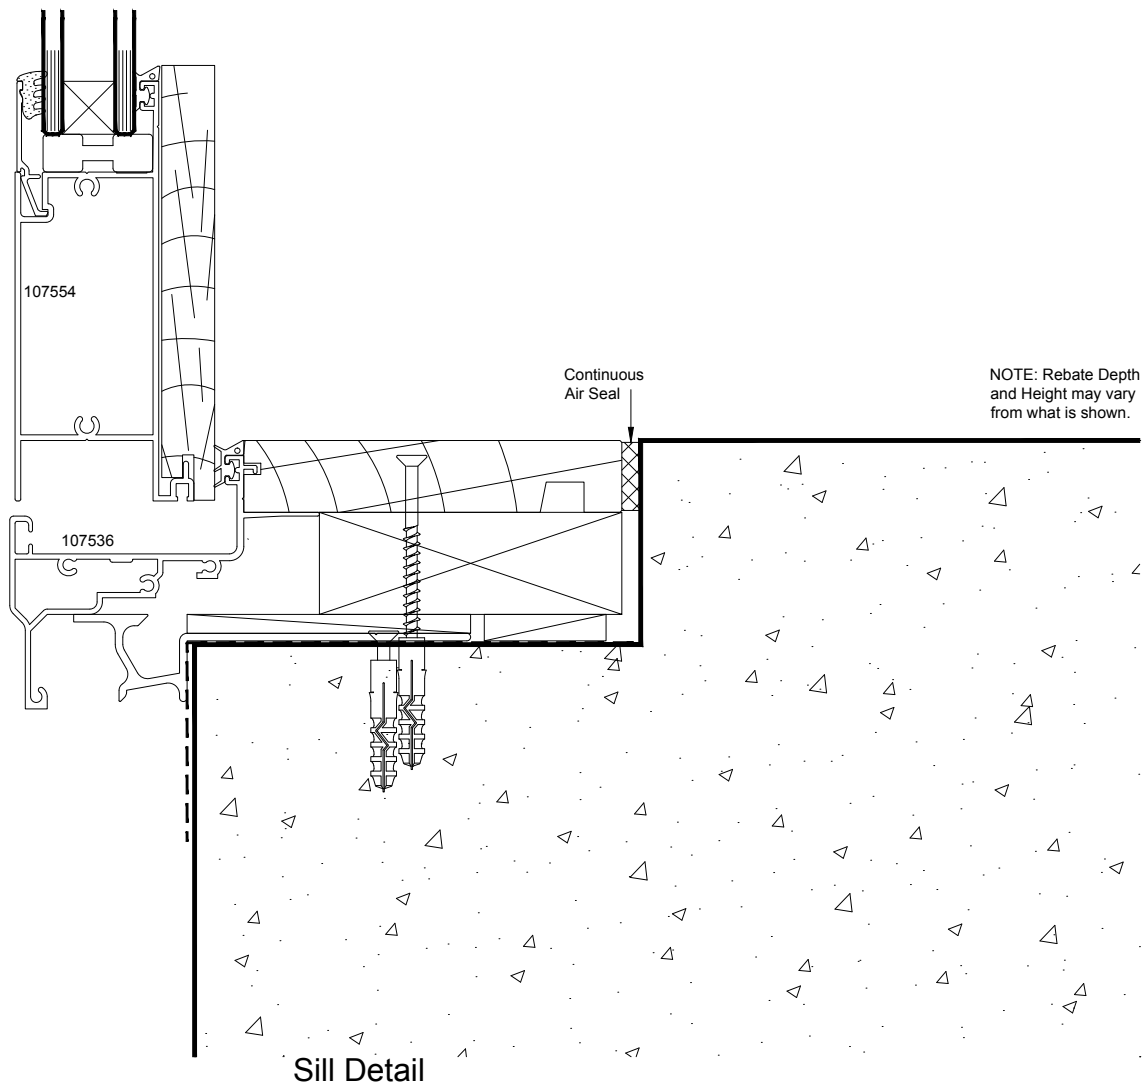 107554
Continuous
Air Seal
NOTE: Rebate Depth
and Height may vary
from what is shown.
107536
Sill Detail